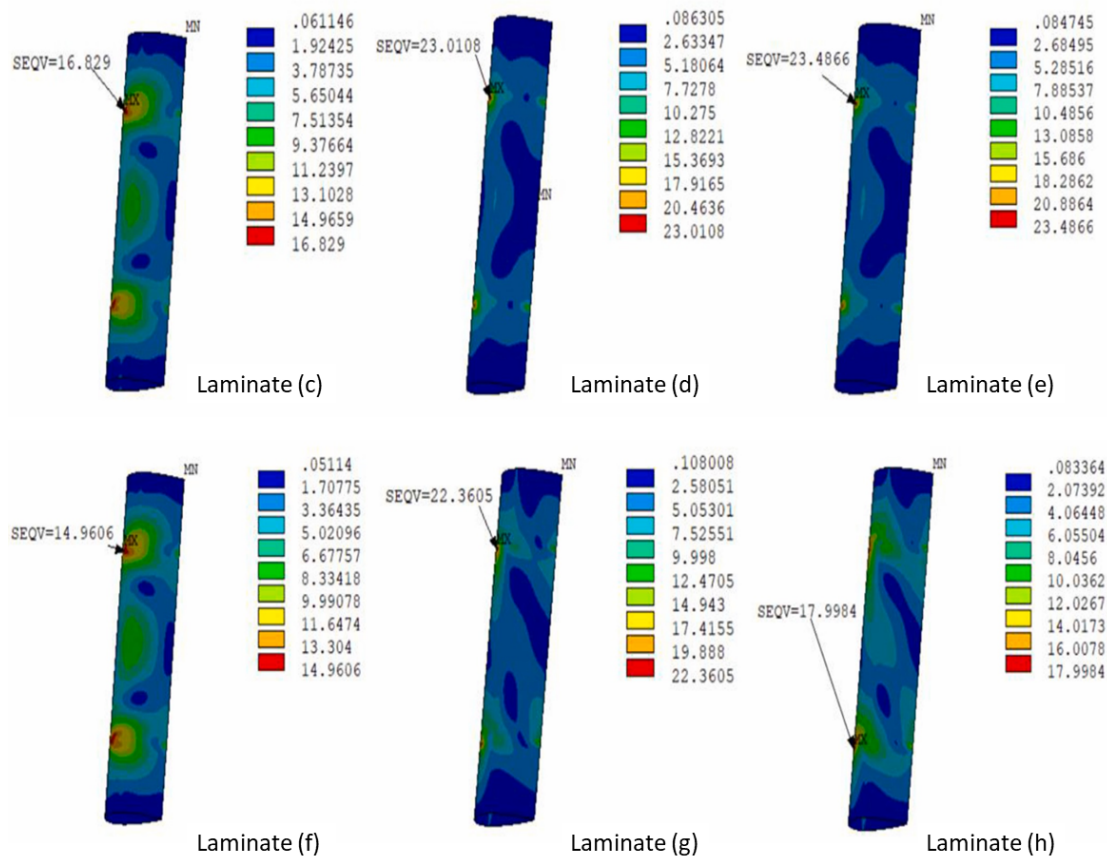 MN
SEQV=16.829
MX
.061146
1.92425
3.78735
5.65044
7.51354
9.37664
11.2397
13.1028
14.9659
16.829
Laminate (c)
SEQV=23.0108
MX
MN
.086305
2.63347
5.18064
7.7278
10.275
12.8221
15.3693
17.9165
20.4636
23.0108
Laminate (d)
SEQV=23.4866
MX
.084745
2.68495
5.28516
7.88537
10.4856
13.0858
15.686
18.2862
20.8864
23.4866
Laminate (e)
MN
SEQV=14.9606
MX
.05114
1.70775
3.36435
5.02096
6.67757
8.33418
9.99078
11.6474
13.304
14.9606
Laminate (f)
MN
SEQV=22.3605
MX
.108008
2.58051
5.05301
7.52551
9.998
12.4705
14.943
17.4155
19.888
22.3605
Laminate (g)
MN
SEQV=17.9984
MX
.083364
2.07392
4.06448
6.05504
8.0456
10.0362
12.0267
14.0173
16.0078
17.9984
Laminate (h)